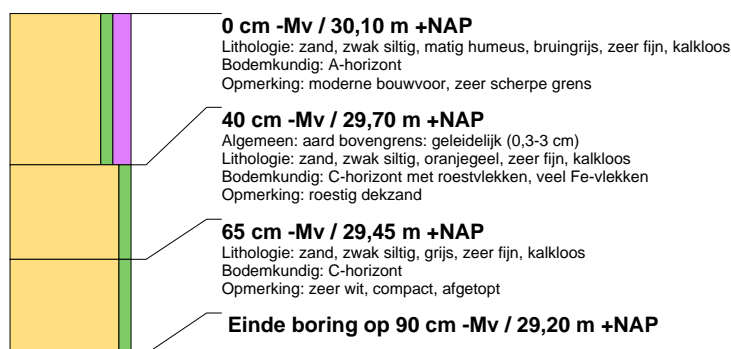 0 cm -Mv / 30,10 m +NAP
Lithologie: zand, zwak siltig, matig humeus, bruingrijs, zeer fijn, kalkloos
Bodemkundig: A-horizont
Opmerking: moderne bouwvoor, zeer scherpe grens
40 cm -Mv / 29,70 m +NAP
Algemeen: aard bovengrens: geleidelijk (0,3-3 cm)
Lithologie: zand, zwak siltig, oranjegeel, zeer fijn, kalkloos
Bodemkundig: C-horizont met roestvlekken, veel Fe-vlekken
Opmerking: roestig dekzand
65 cm -Mv / 29,45 m +NAP
Lithologie: zand, zwak siltig, grijs, zeer fijn, kalkloos
Bodemkundig: C-horizont
Opmerking: zeer wit, compact, afgetopt
Einde boring op 90 cm -Mv / 29,20 m +NAP